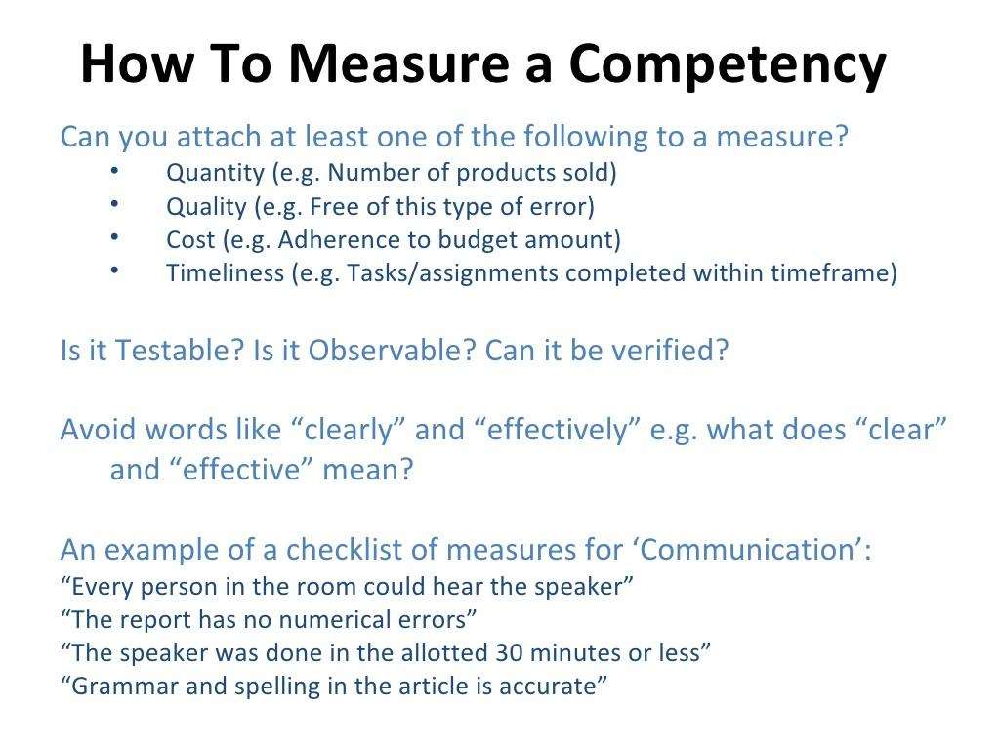 How To Measure a Competency
Can you attach at least one of the following to a measure?
• Quantity (e.g. Number of products sold)
• Quality (e.g. Free of this type of error)
• Cost (e.g. Adherence to budget amount)
• Timeliness (e.g. Tasks/assignments completed within timeframe)
Is it Testable? Is it Observable? Can it be verified?
Avoid words like “clearly” and “effectively” e.g. what does “clear”
and “effective” mean?
An example of a checklist of measures for ‘Communication’:
“Every person in the room could hear the speaker”
“The report has no numerical errors”
“The speaker was done in the allotted 30 minutes or less”
“Grammar and spelling in the article is accurate”